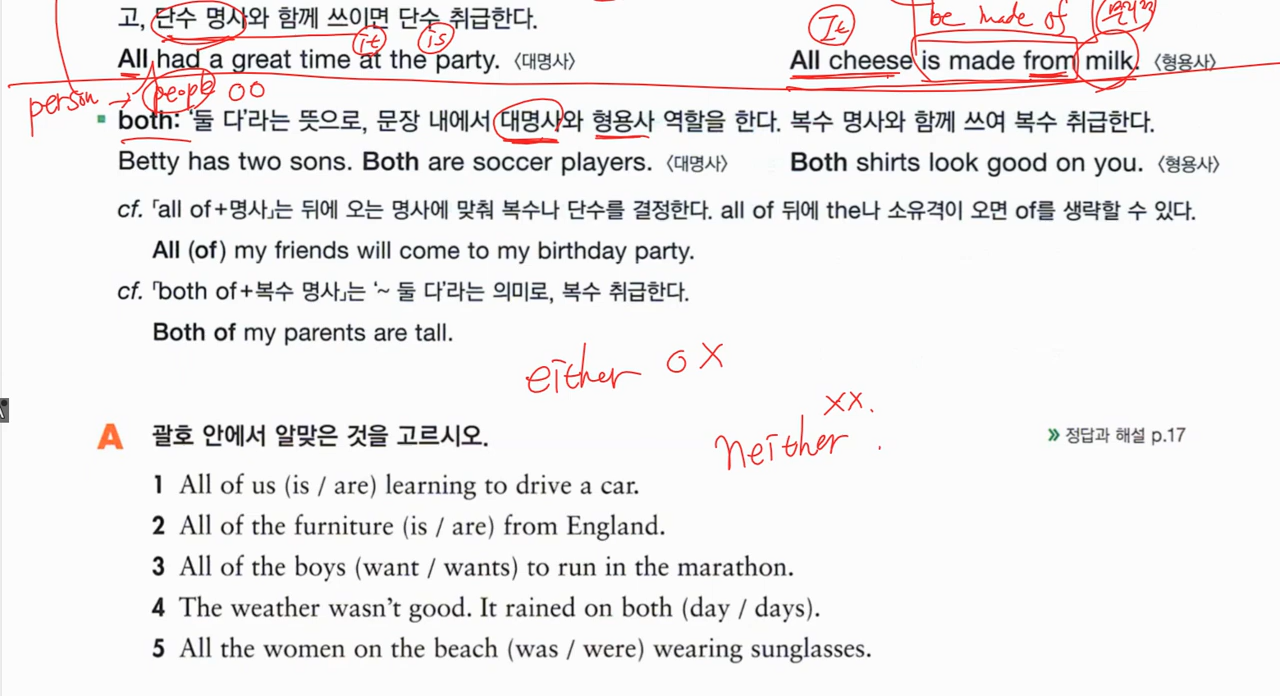 be made of
고, 단수 명사와 함께 쓰이면 단수 취급한다.
it is It
All had a great time at the party. 〈대명사〉 All cheese is made from milk. 〈형용사〉
person → people OO
both: '둘 다'라는 뜻으로, 문장 내에서 대명사와 형용사 역할을 한다. 복수 명사와 함께 쓰여 복수 취급한다.
Betty has two sons. Both are soccer players. 〈대명사〉 Both shirts look good on you. 〈형용사〉
cf. 「all of+명사」는 뒤에 오는 명사에 맞춰 복수나 단수를 결정한다. all of 뒤에 the나 소유격이 오면 of를 생략할 수 있다.
All (of) my friends will come to my birthday party.
cf. 「both of+복수 명사」는 '~ 둘 다'라는 의미로, 복수 취급한다.
Both of my parents are tall.
either O X
XX.
neither
A 괄호 안에서 알맞은 것을 고르시오. » 정답과 해설 p.17
1 All of us (is / are) learning to drive a car.
2 All of the furniture (is / are) from England.
3 All of the boys (want / wants) to run in the marathon.
4 The weather wasn't good. It rained on both (day / days).
5 All the women on the beach (was / were) wearing sunglasses.